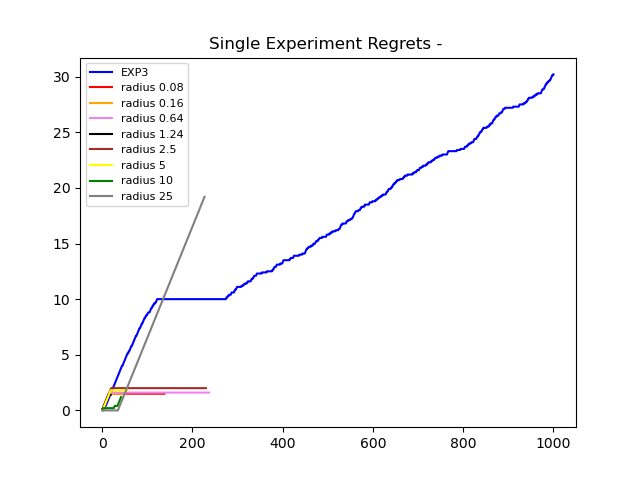 Single Experiment Regrets -
EXP3
radius 0.08
radius 0.16
radius 0.64
radius 1.24
radius 2.5
radius 5
radius 10
radius 25
30
25
20
15
10
5
0
0 200 400 600 800 1000